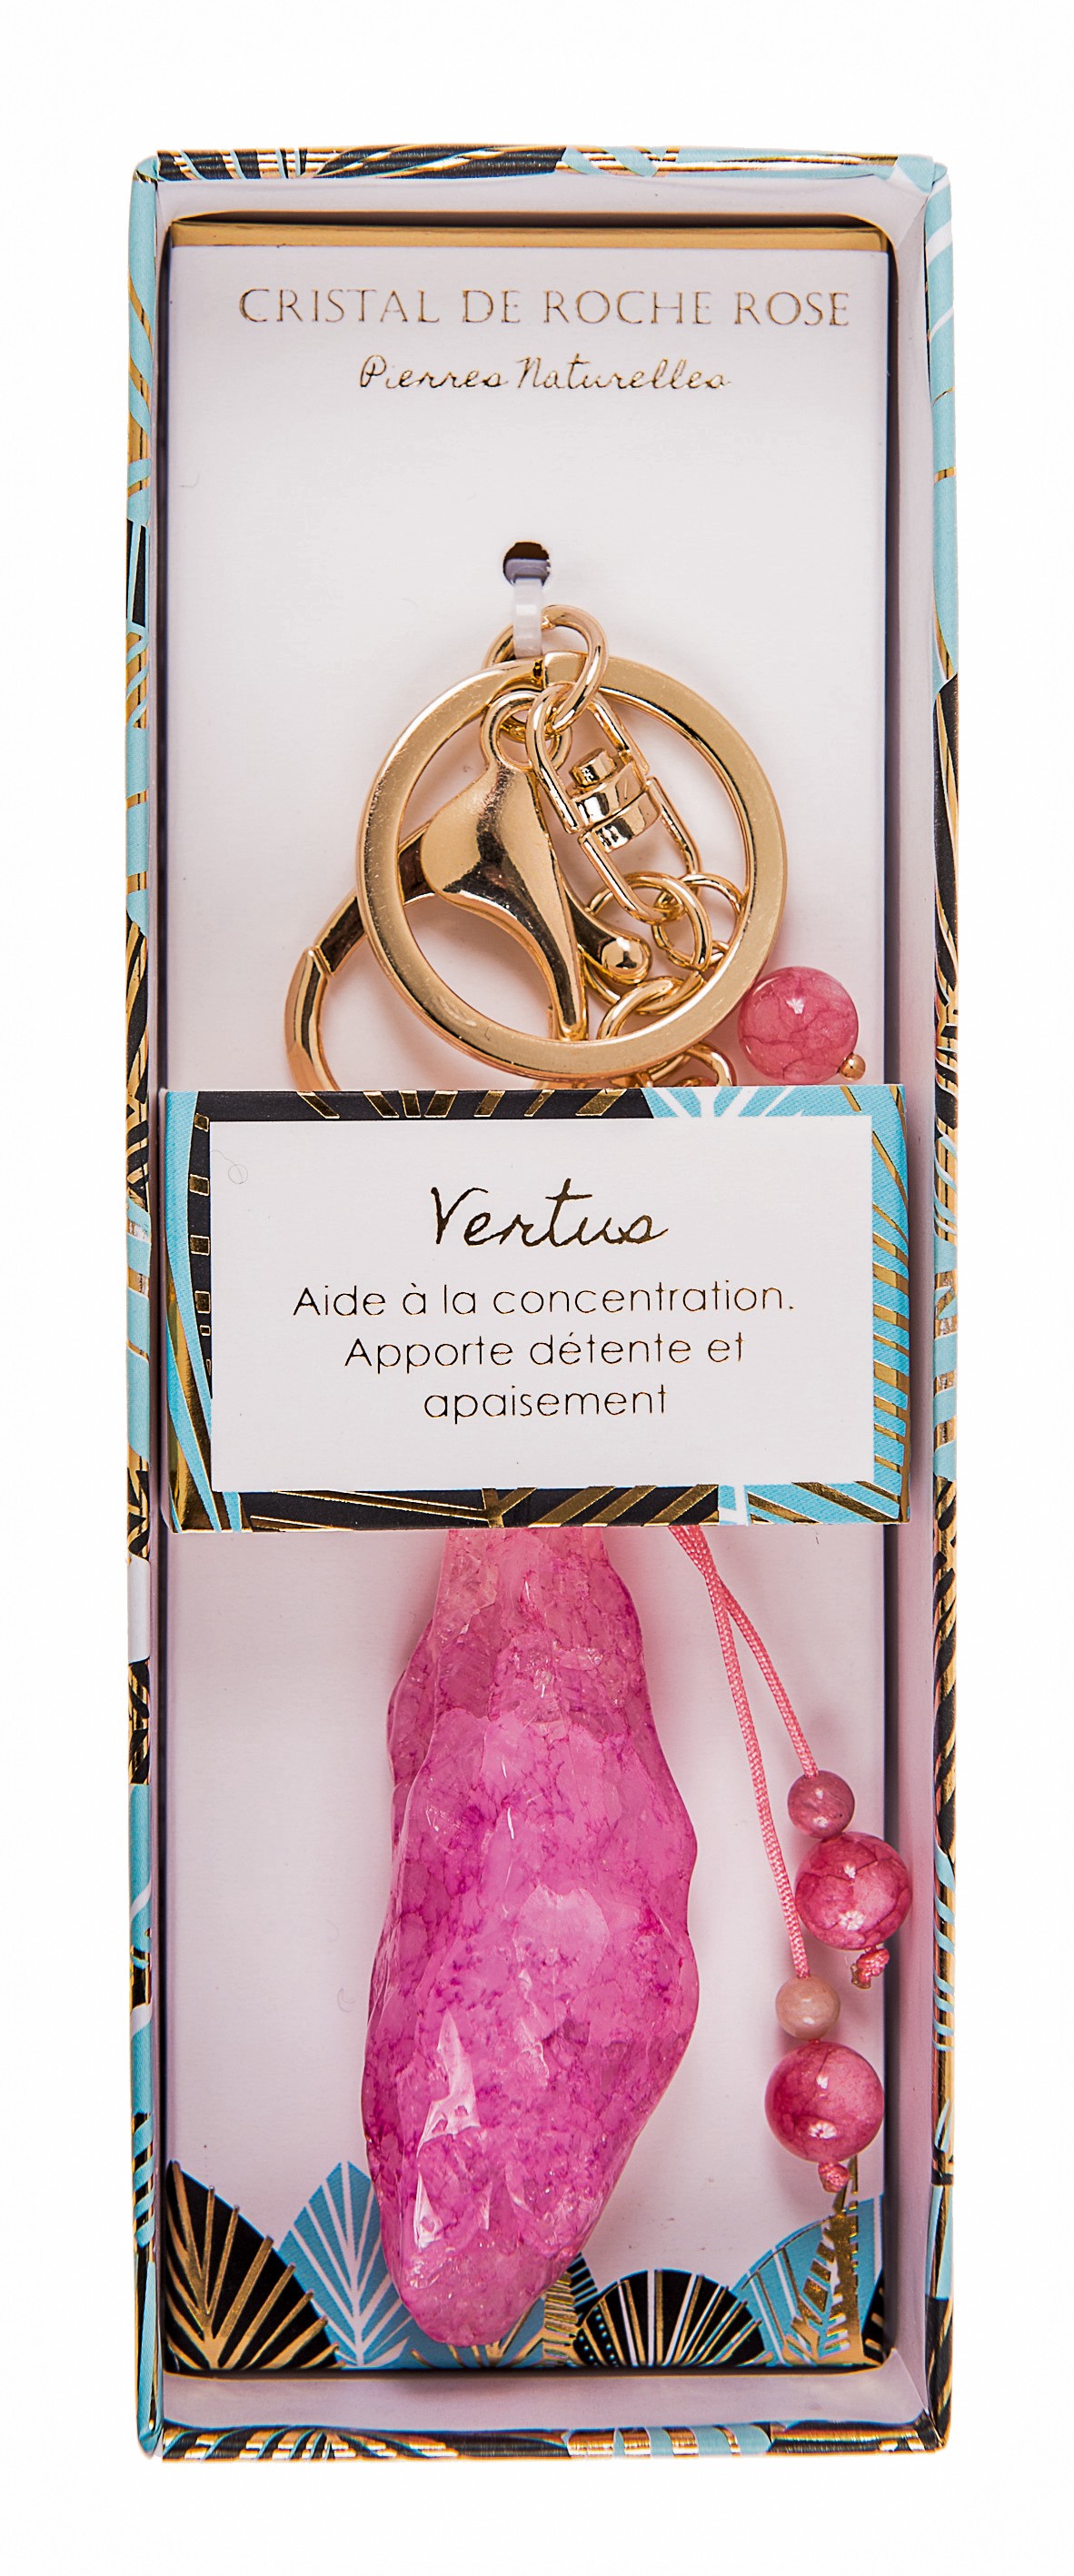 CRISTAL DE ROCHE ROSE
Pierres Naturelles
Vertus
Aide à la concentration.
Apporte détente et
apaisement